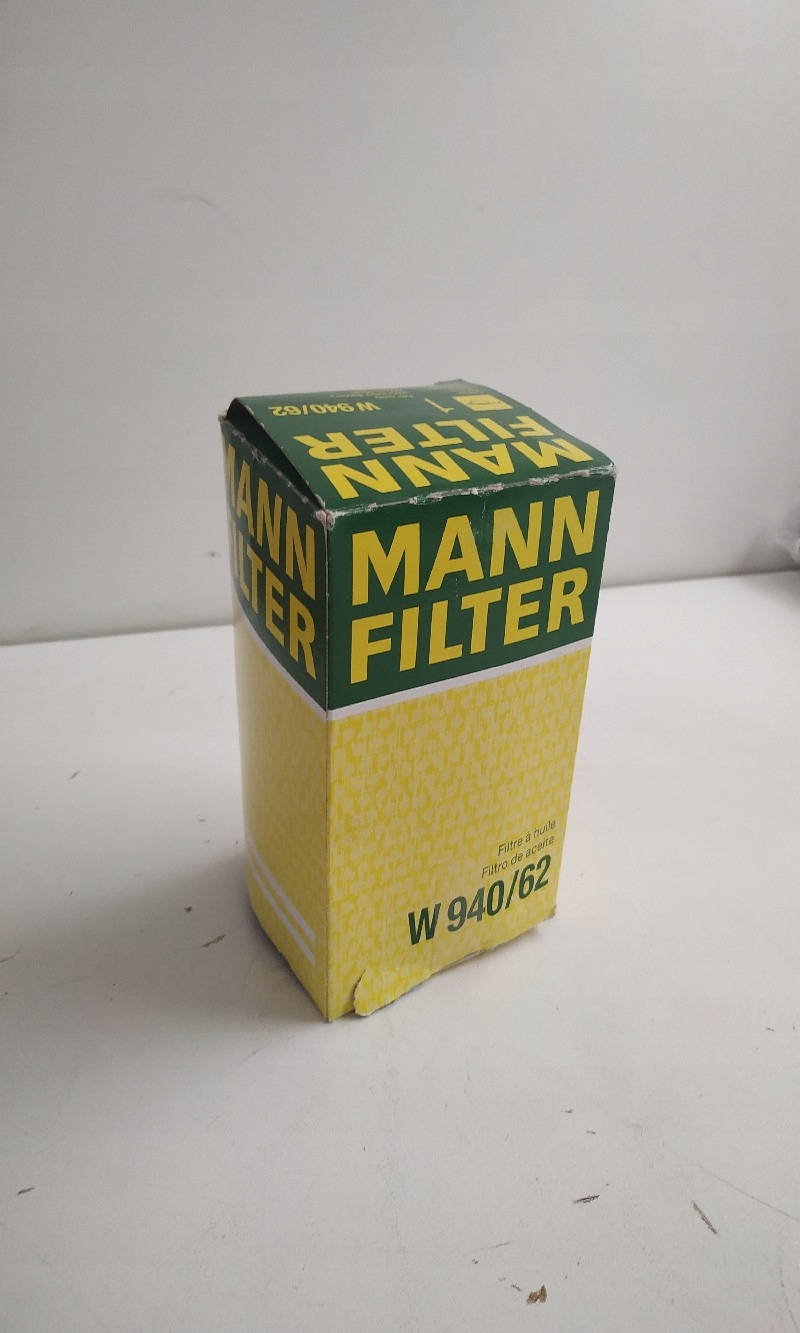 W 940/62
1
MANN
FILTER
MANN
FILTER
MANN
FILTER
Filtre à huile
Filtro de aceite
W 940/62